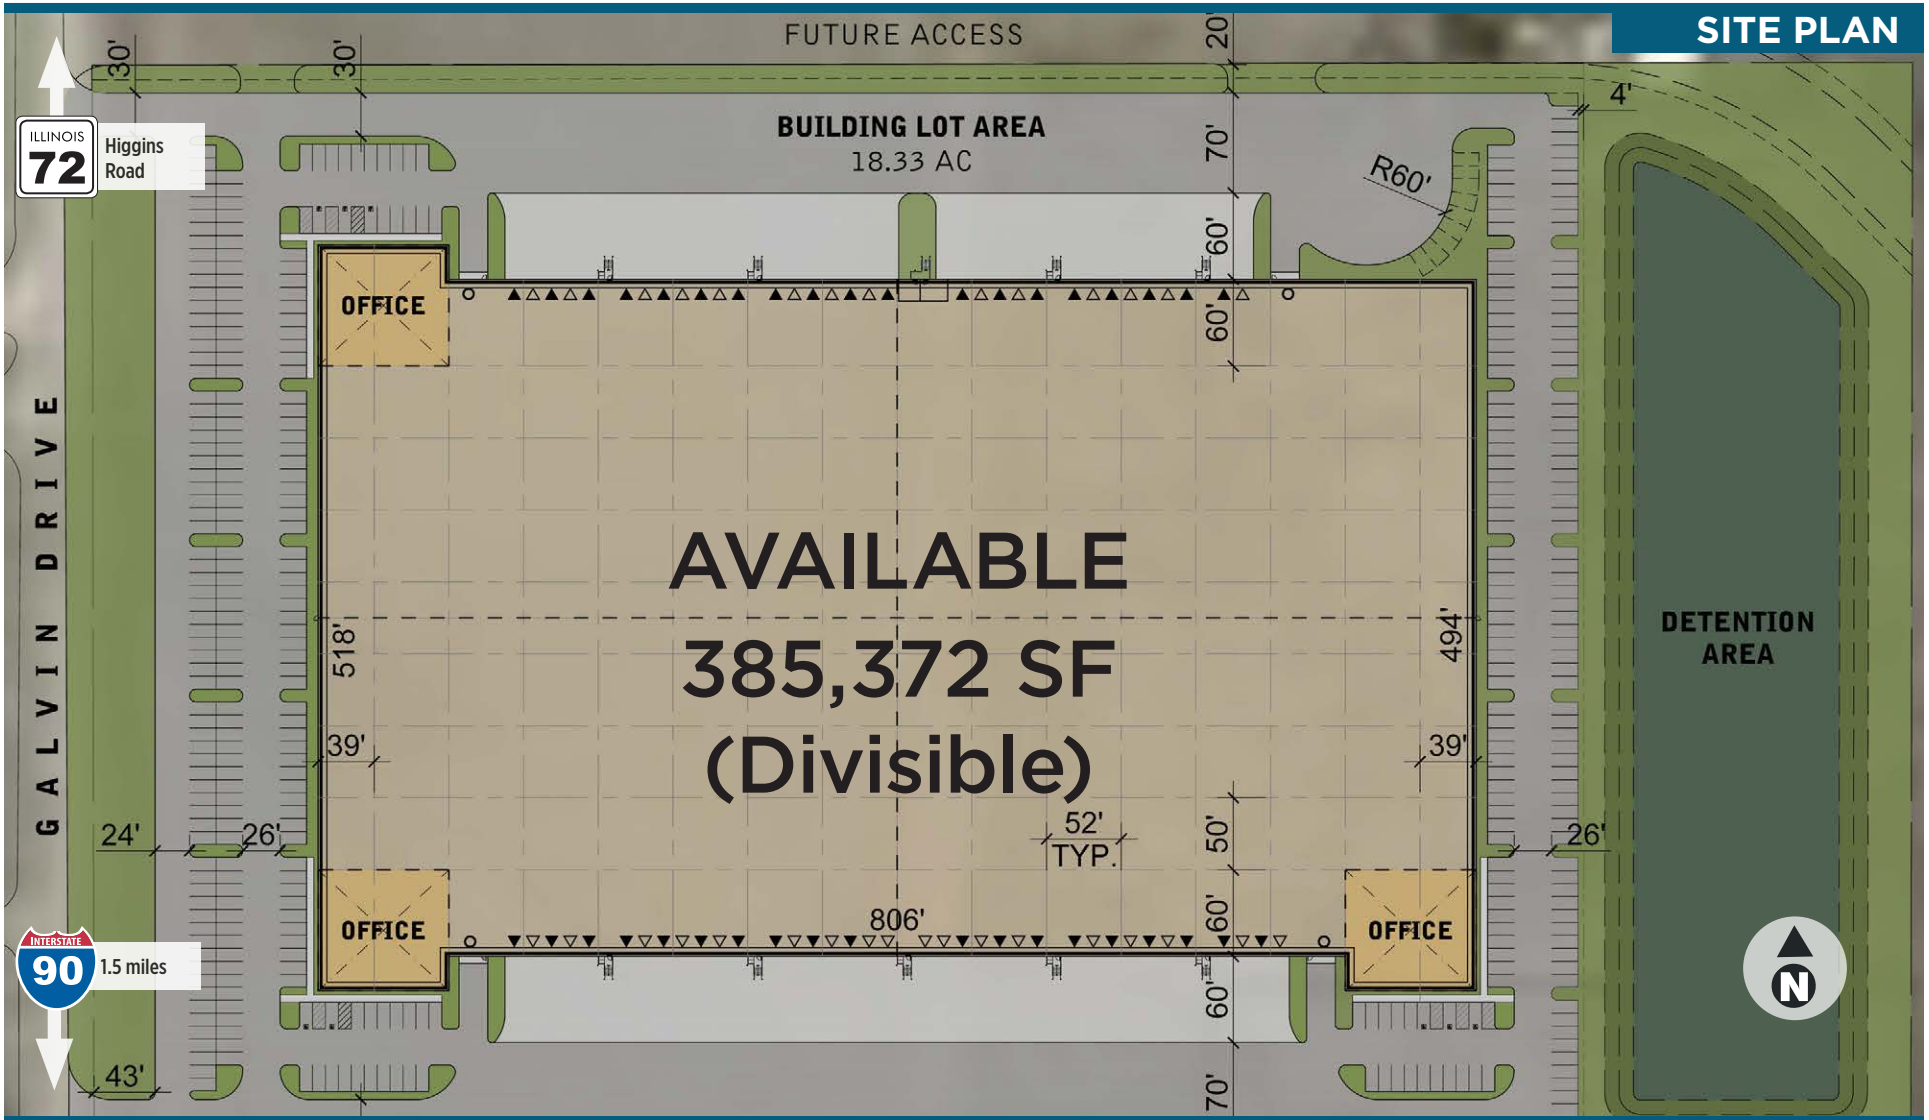 SITE PLAN
FUTURE ACCESS
20'
30'
30'
4'
ILLINOIS
72
Higgins
Road
BUILDING LOT AREA
18.33 AC
70'
R60'
60'
OFFICE
60'
GALVIN DRIVE
AVAILABLE
385,372 SF
(Divisible)
518'
494'
DETENTION
AREA
39'
39'
52'
TYP.
50'
24'
26'
26'
806'
60'
OFFICE
OFFICE
INTERSTATE
90
1.5 miles
60'
N
43'
70'